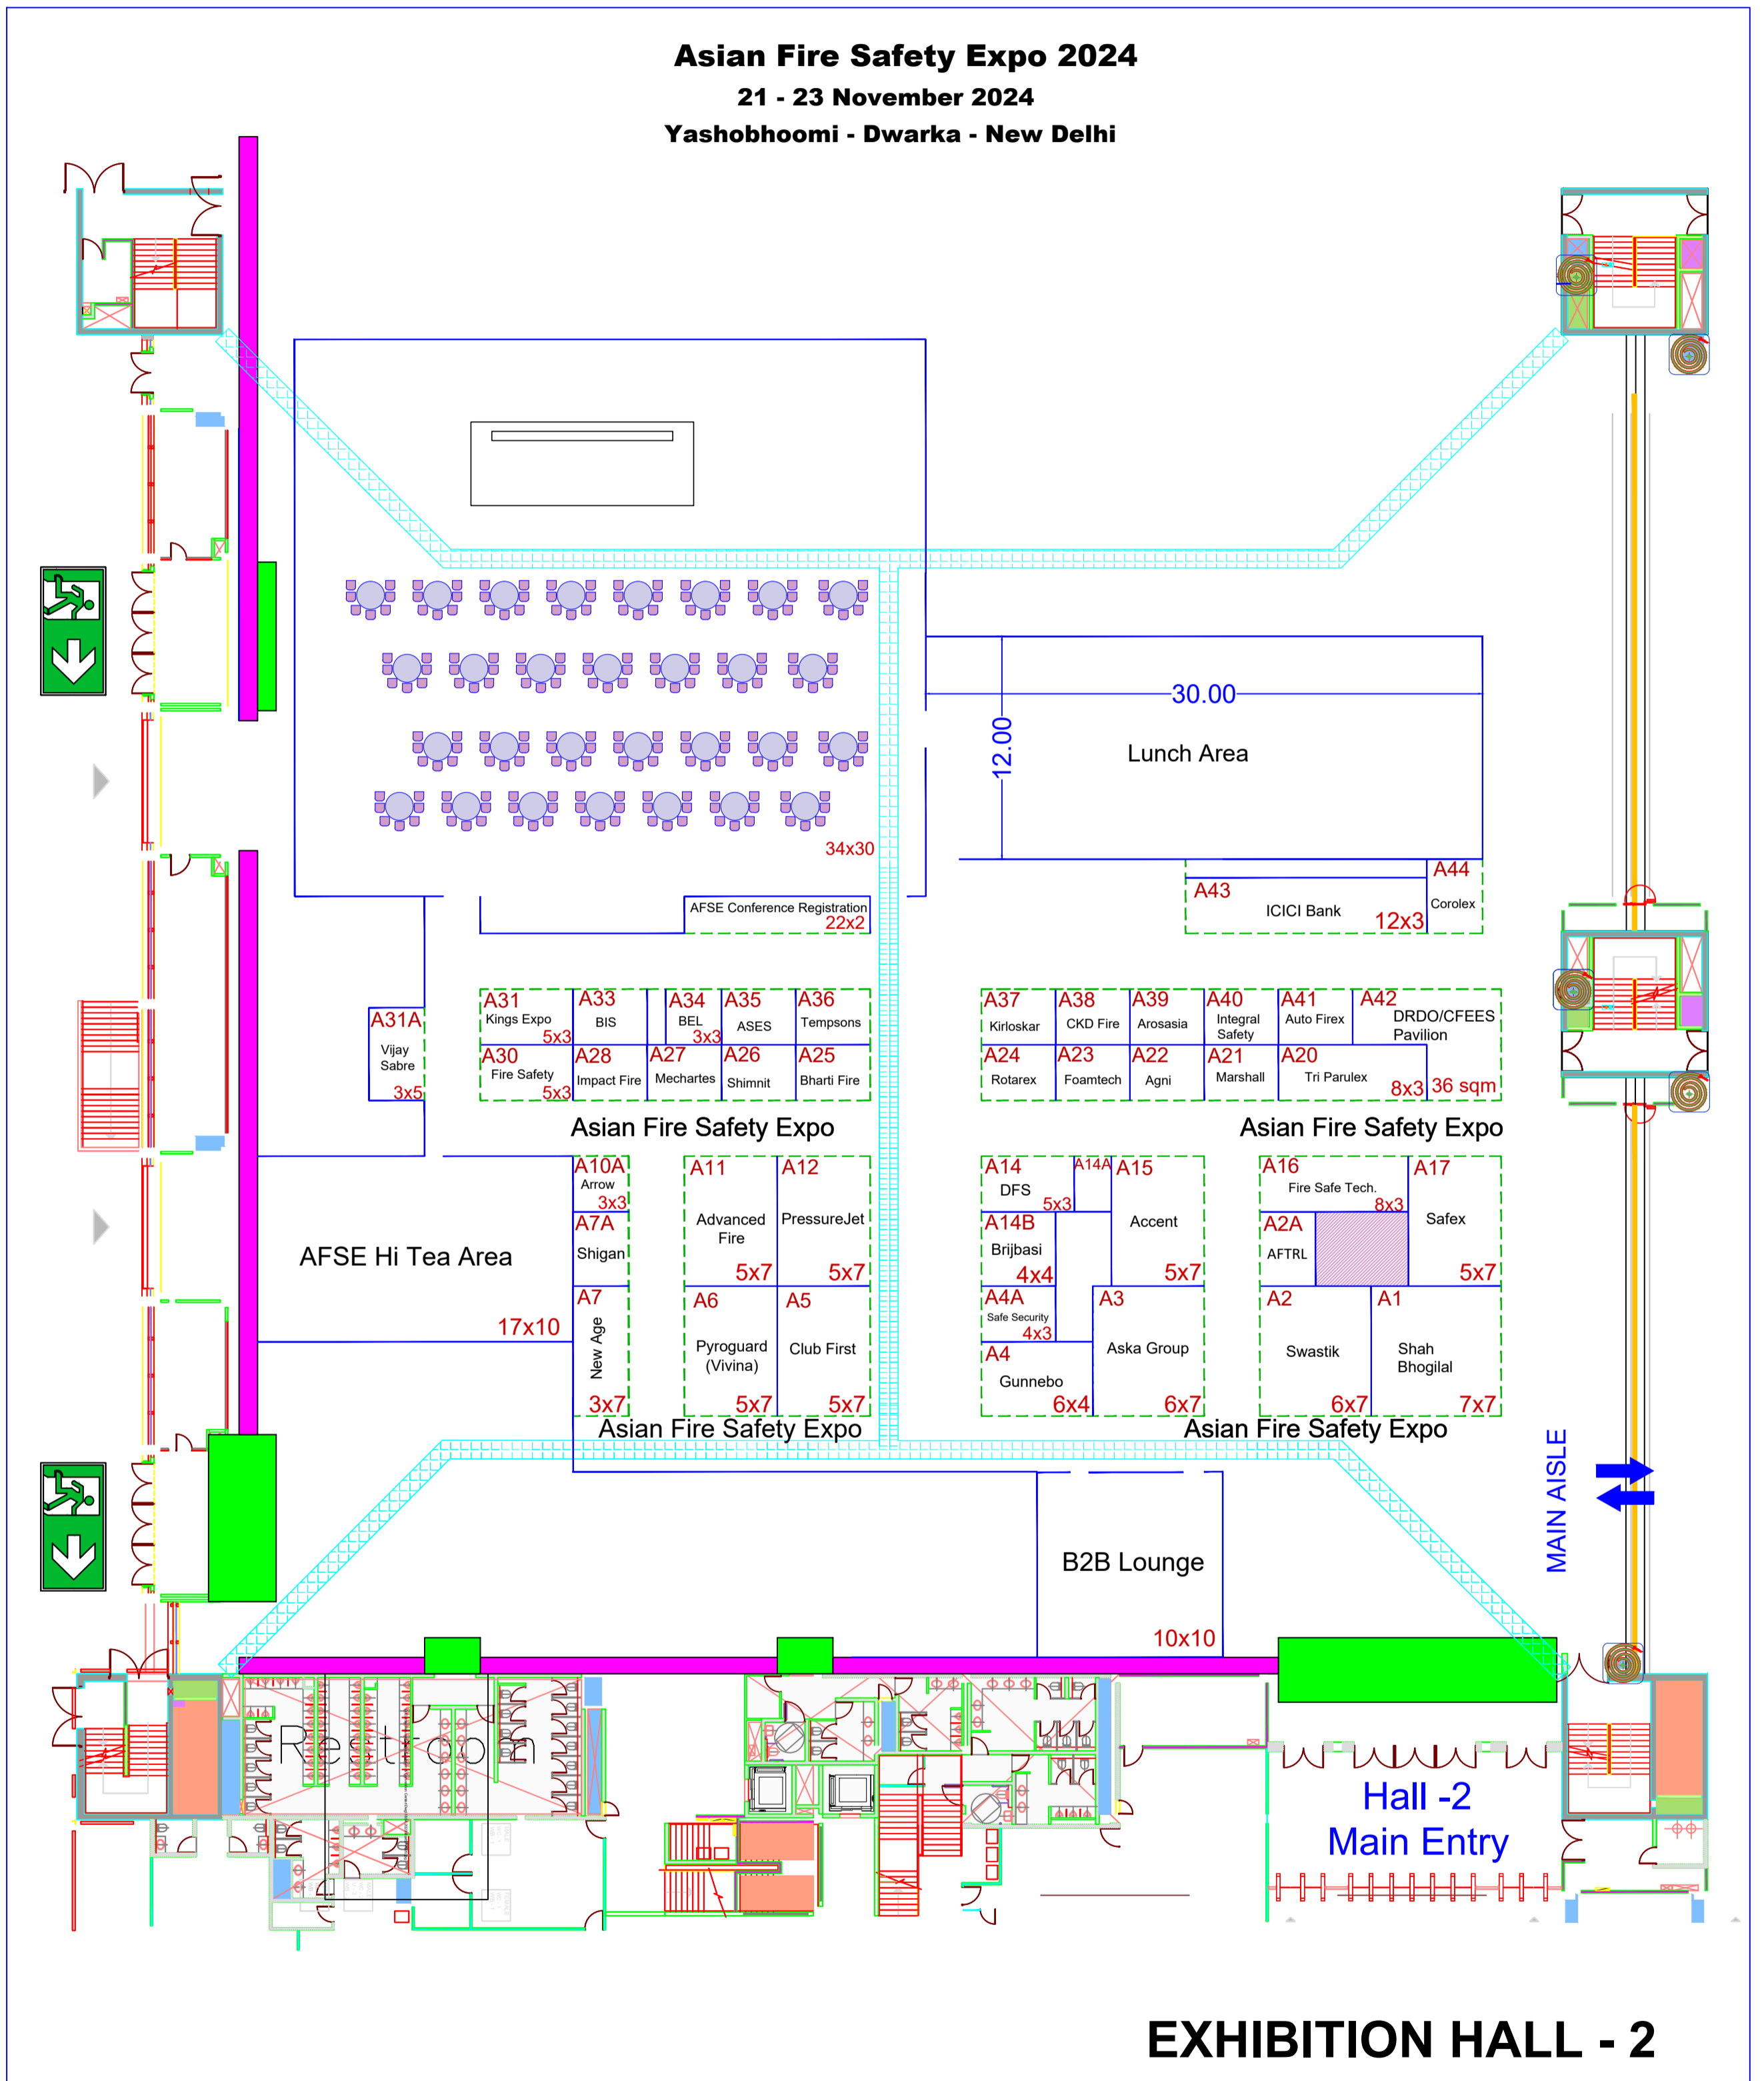 Asian Fire Safety Expo 2024
21 - 23 November 2024
Yashobhoomi - Dwarka - New Delhi
30.00
12.00
Lunch Area
34x30
AFSE Conference Registration
22x2
A43
ICICI Bank
12x3
A44
Corolex
A31A
Vijay
Sabre
3x5
A31
Kings Expo
5x3
A33
BIS
A34
BEL
3x3
A35
ASES
A36
Tempsons
A30
Fire Safety
5x3
A28
Impact Fire
A27
Mechartes
A26
Shimnit
A25
Bharti Fire
A37
Kirloskar
A38
CKD Fire
A39
Arosasia
A40
Integral
Safety
A41
Auto Firex
A42
DRDO/CFEES
Pavilion
36 sqm
A24
Rotarex
A23
Foamtech
A22
Agni
A21
Marshall
A20
Tri Parulex
8x3
Asian Fire Safety Expo
Asian Fire Safety Expo
AFSE Hi Tea Area
17x10
A10A
Arrow
3x3
A7A
Shigan
A7
New Age
3x7
A11
Advanced
Fire
5x7
A12
PressureJet
5x7
A6
Pyroguard
(Vivina)
5x7
A5
Club First
5x7
A14
DFS
5x3
A14A
A15
Accent
5x7
A14B
Brijbasi
4x4
A4A
Safe Security
4x3
A4
Gunnebo
6x4
A3
Aska Group
6x7
A16
Fire Safe Tech.
8x3
A17
Safex
5x7
A2A
AFTRL
A2
Swastik
6x7
A1
Shah
Bhogilal
7x7
Asian Fire Safety Expo
Asian Fire Safety Expo
MAIN AISLE
B2B Lounge
10x10
Restroom
Hall -2
Main Entry
EXHIBITION HALL - 2